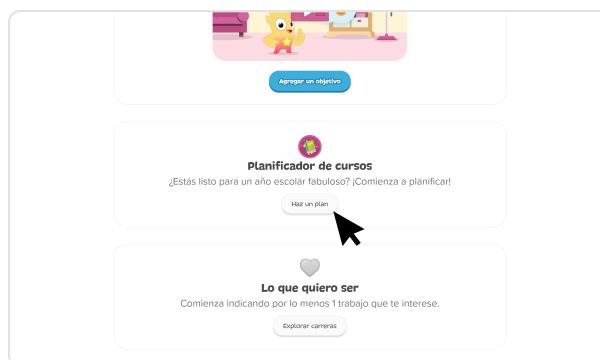 Agregar un objetivo
Planificador de cursos
¿Estás listo para un año escolar fabuloso? ¡Comienza a planificar!
Haz un plan
Lo que quiero ser
Comienza indicando por lo menos 1 trabajo que te interese.
Explorar carreras